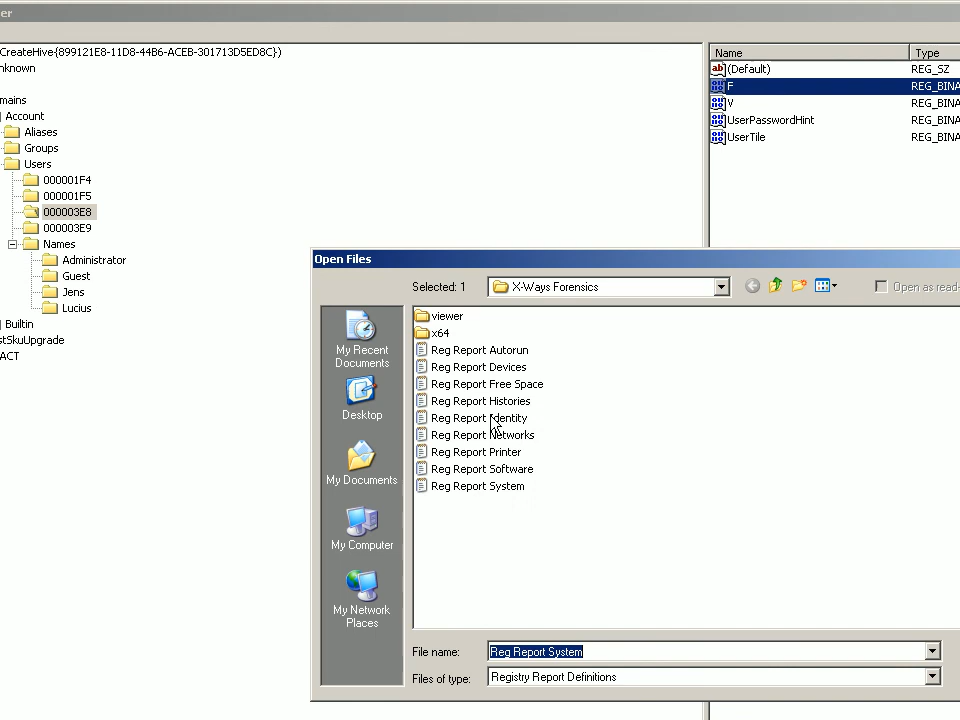 er
CreateHive:{899121E8-11D8-44B6-ACEB-301713D5ED8C})
nknown
mains
Account
Aliases
Groups
Users
000001F4
000001F5
000003E8
000003E9
Names
Administrator
Guest
Jens
Lucius
Builtin
stSkuUpgrade
ACT
Name Type
(Default) REG_SZ
F REG_BINA
V REG_BINA
UserPasswordHint REG_BINA
UserTile REG_BINA
Open Files
Selected: 1 X-Ways Forensics Open as read-
My Recent
Documents
Desktop
My Documents
My Computer
My Network
Places
viewer
x64
Reg Report Autorun
Reg Report Devices
Reg Report Free Space
Reg Report Histories
Reg Report Identity
Reg Report Networks
Reg Report Printer
Reg Report Software
Reg Report System
File name: Reg Report System
Files of type: Registry Report Definitions